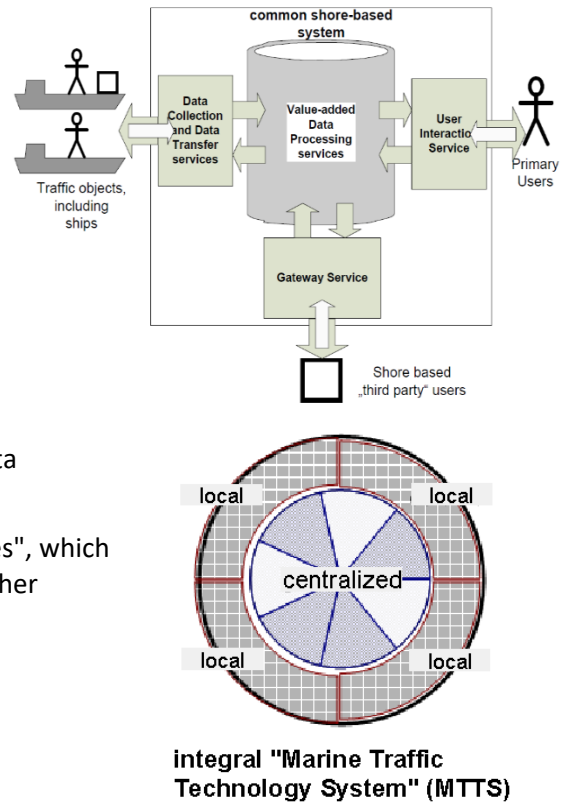 common shore-based
system
Data
Collection
and Data
Transfer
services
Value-added
Data
Processing
services
User
Interactio
Service
Primary
Users
Traffic objects,
including
ships
Gateway Service
Shore based
„third party“ users
ta
es", which
her
local
local
centralized
local
local
integral "Marine Traffic
Technology System" (MTTS)